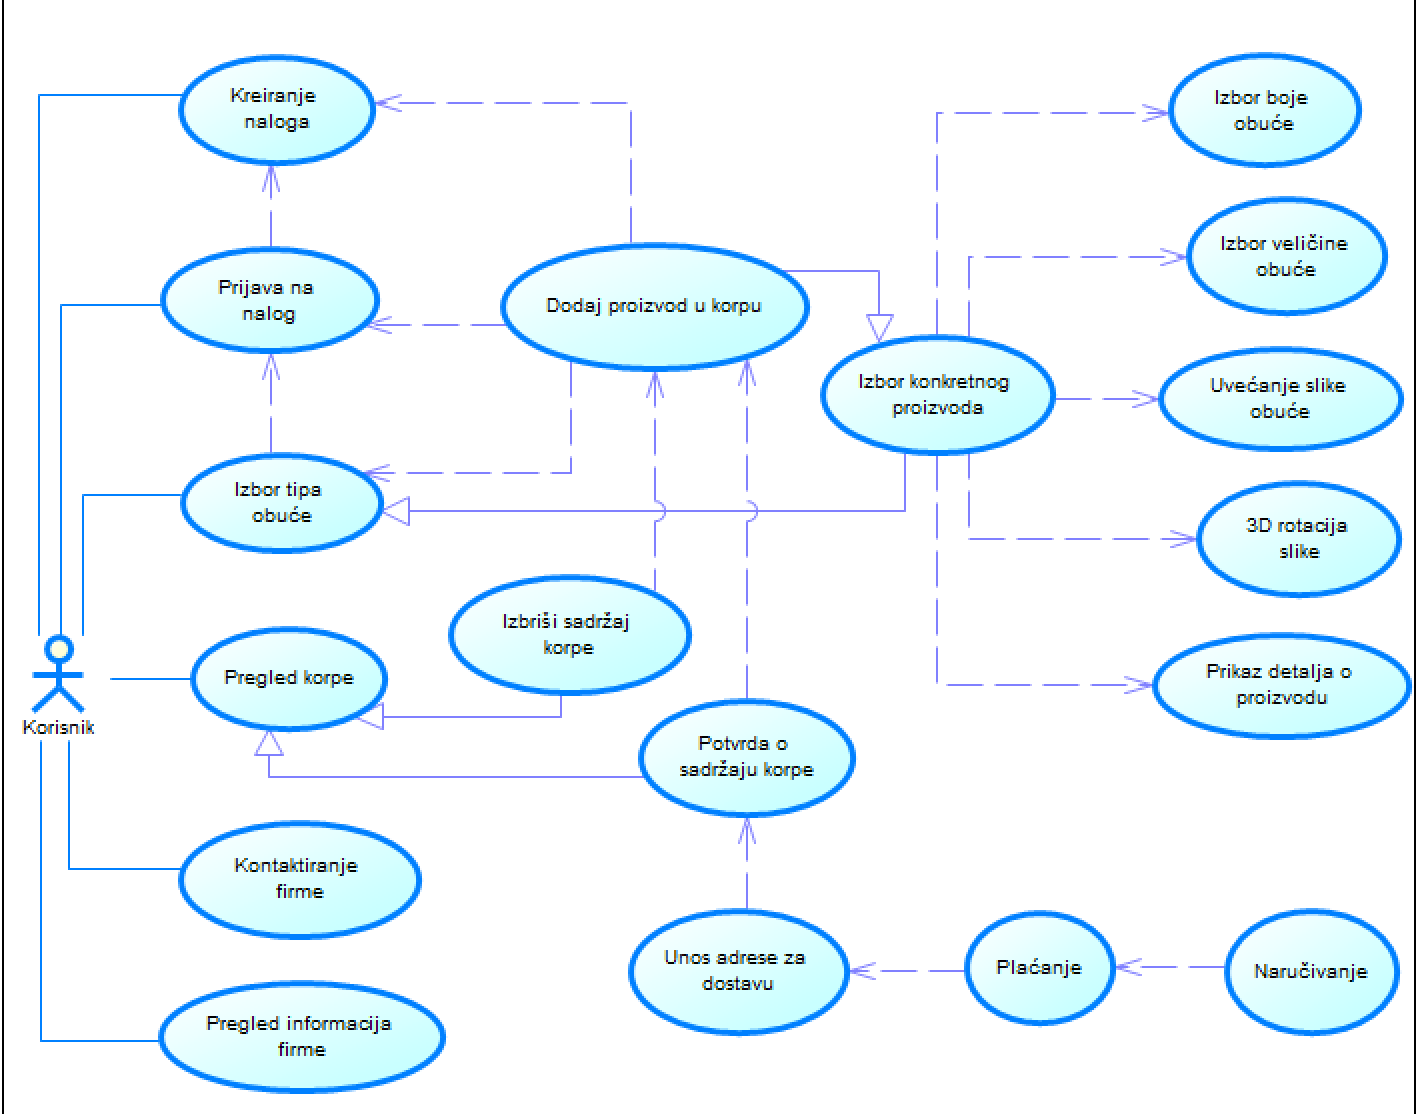 Kreiranje
naloga
Izbor boje
obuće
Izbor veličine
obuće
Prijava na
nalog
Dodaj proizvod u korpu
Izbor konkretnog
proizvoda
Uvećanje slike
obuće
Izbor tipa
obuće
3D rotacija
slike
Izbriši sadržaj
korpe
Pregled korpe
Prikaz detalja o
proizvodu
Korisnik
Potvrda o
sadržaju korpe
Kontaktiranje
firme
Unos adrese za
dostavu
Plaćanje
Naručivanje
Pregled informacija
firme